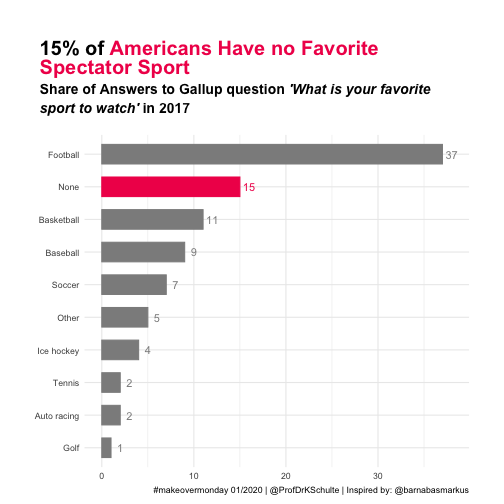 15% of Americans Have no Favorite
Spectator Sport
Share of Answers to Gallup question 'What is your favorite
sport to watch' in 2017
Football 37
None 15
Basketball 11
Baseball 9
Soccer 7
Other 5
Ice hockey 4
Tennis 2
Auto racing 2
Golf 1
0 10 20 30
#makeovermonday 01/2020 | @ProfDrKSchulte | Inspired by: @barnabasmarkus